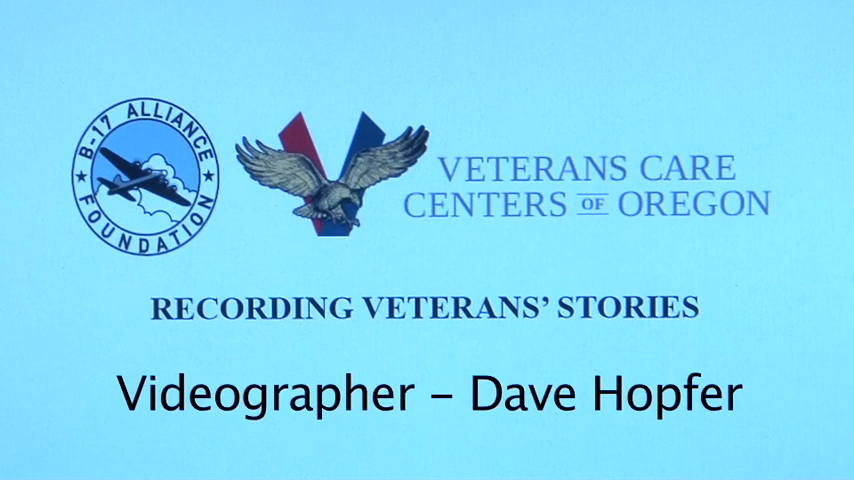 B-17 ALLIANCE
FOUNDATION
VETERANS CARE
CENTERS OF OREGON
RECORDING VETERANS’ STORIES
Videographer – Dave Hopfer